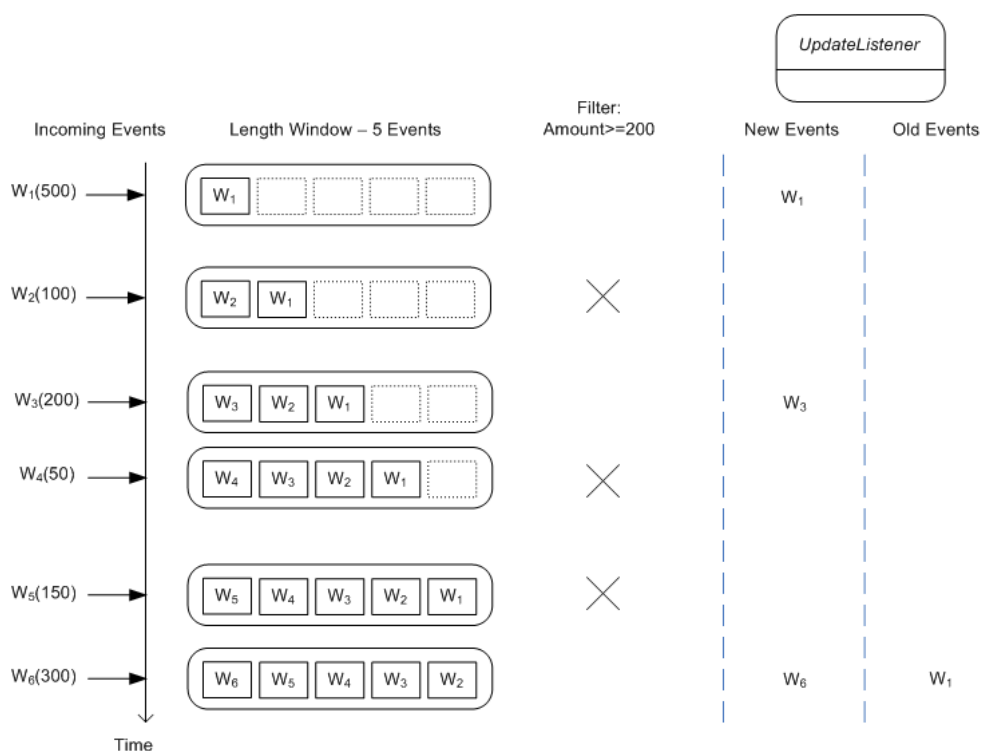 UpdateListener
Filter:
Incoming Events Length Window – 5 Events Amount>=200 New Events Old Events
W₁(500) W₁ W₁
W₂(100) W₂ W₁
W₃(200) W₃ W₂ W₁ W₃
W₄(50) W₄ W₃ W₂ W₁
W₅(150) W₅ W₄ W₃ W₂ W₁
W₆(300) W₆ W₅ W₄ W₃ W₂ W₆ W₁
Time